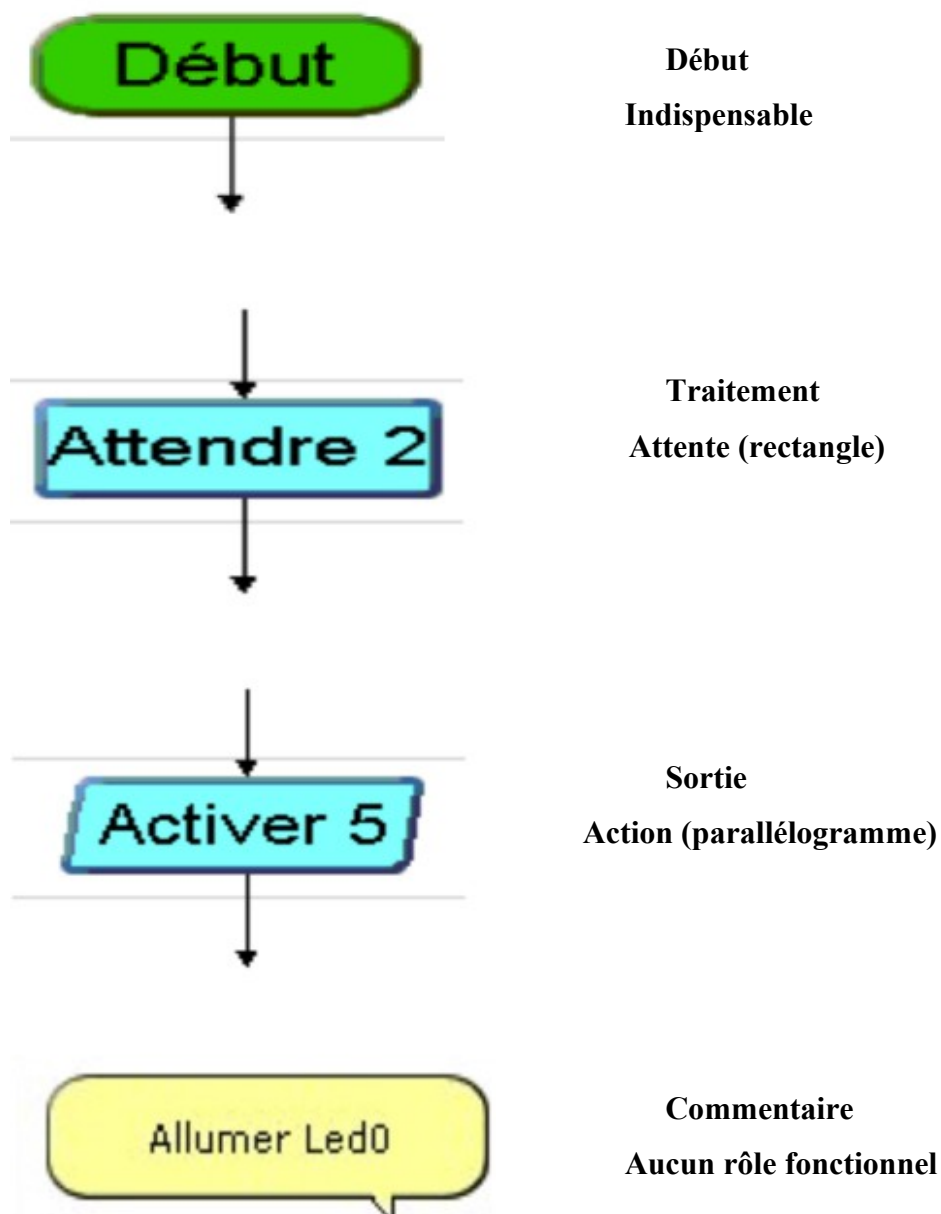 Début
Début
Indispensable
Attendre 2
Traitement
Attente (rectangle)
Activer 5
Sortie
Action (parallélogramme)
Allumer Led0
Commentaire
Aucun rôle fonctionnel